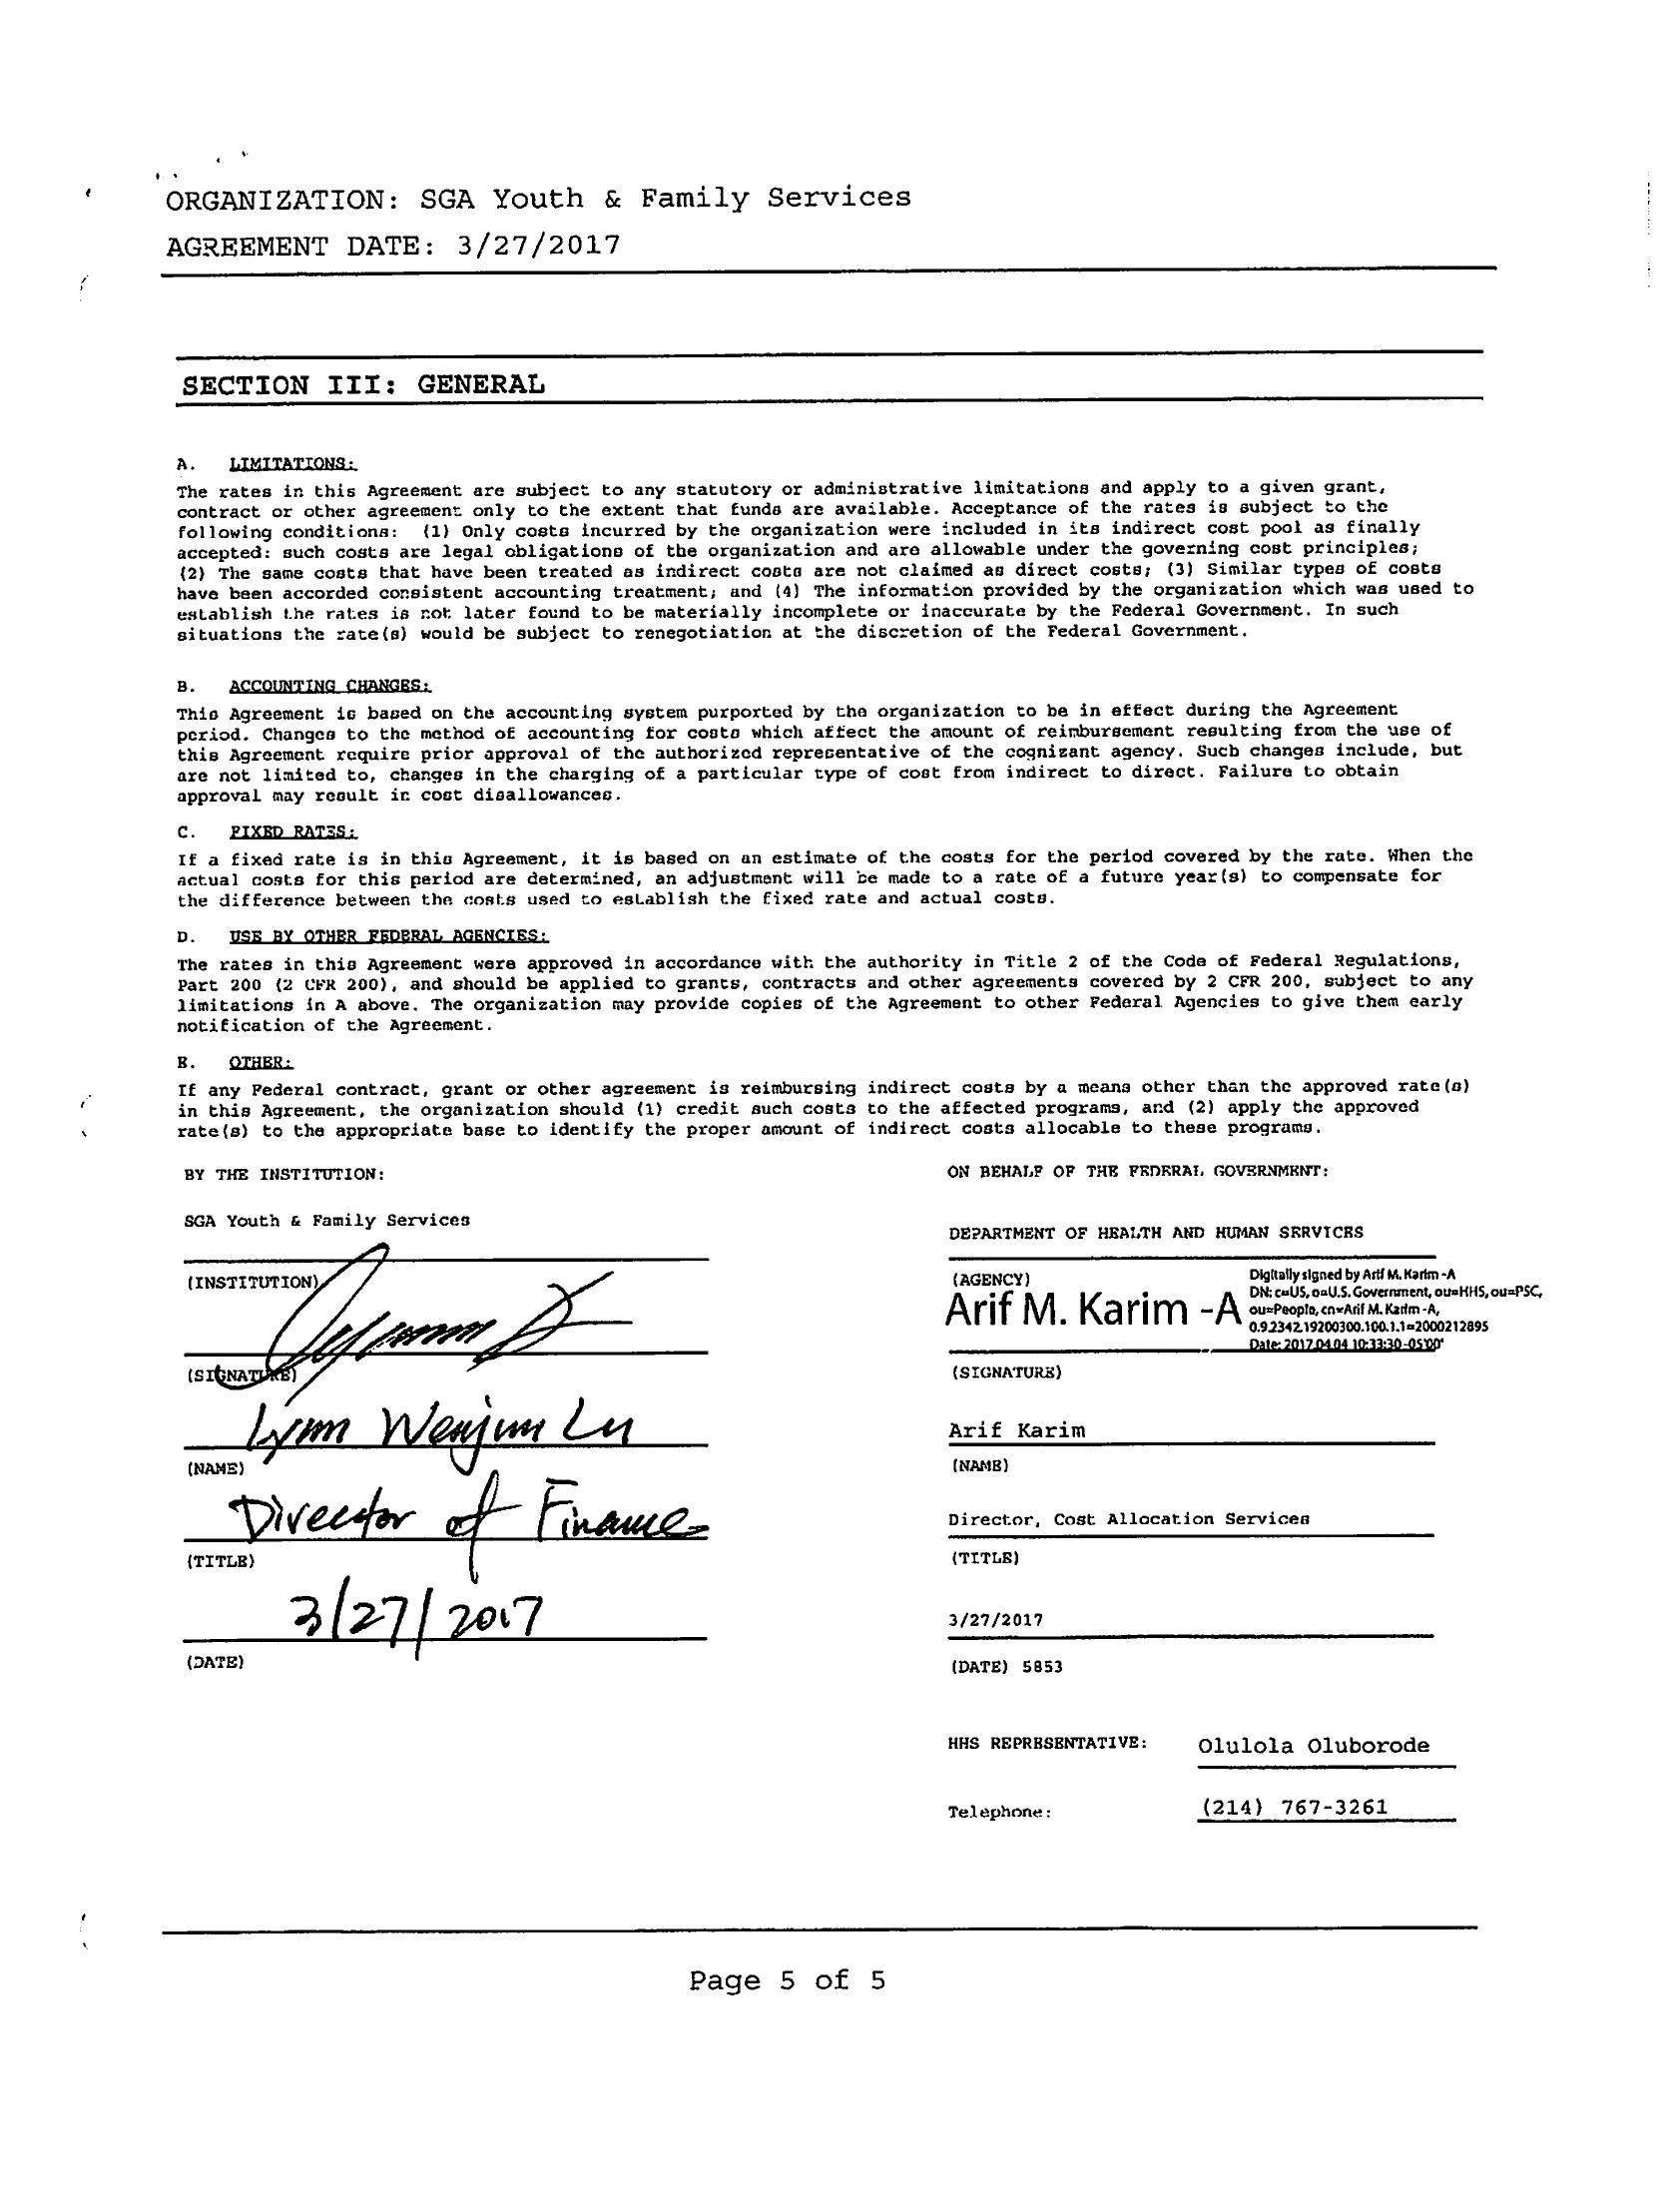 ORGANIZATION: SGA Youth & Family Services
AGREEMENT DATE: 3/27/2017
SECTION III: GENERAL
A. LIMITATIONS:
The rates in this Agreement are subject to any statutory or administrative limitations and apply to a given grant,
contract or other agreement only to the extent that funds are available. Acceptance of the rates is subject to the
following conditions: (1) Only costs incurred by the organization were included in its indirect cost pool as finally
accepted: such costs are legal obligations of the organization and are allowable under the governing cost principles;
(2) The same costs that have been treated as indirect costs are not claimed as direct costs; (3) Similar types of costs
have been accorded consistent accounting treatment; and (4) The information provided by the organization which was used to
establish the rates is not later found to be materially incomplete or inaccurate by the Federal Government. In such
situations the rate(s) would be subject to renegotiation at the discretion of the Federal Government.
B. ACCOUNTING CHANGES:
This Agreement is based on the accounting system purported by the organization to be in effect during the Agreement
period. Changes to the method of accounting for costs which affect the amount of reimbursement resulting from the use of
this Agreement require prior approval of the authorized representative of the cognizant agency. Such changes include, but
are not limited to, changes in the charging of a particular type of cost from indirect to direct. Failure to obtain
approval may result in cost disallowances.
C. FIXED RATES:
If a fixed rate is in this Agreement, it is based on an estimate of the costs for the period covered by the rate. When the
actual costs for this period are determined, an adjustment will be made to a rate of a future year(s) to compensate for
the difference between the costs used to establish the fixed rate and actual costs.
D. USE BY OTHER FEDERAL AGENCIES:
The rates in this Agreement were approved in accordance with the authority in Title 2 of the Code of Federal Regulations,
Part 200 (2 CFR 200), and should be applied to grants, contracts and other agreements covered by 2 CFR 200, subject to any
limitations in A above. The organization may provide copies of the Agreement to other Federal Agencies to give them early
notification of the Agreement.
E. OTHER:
If any Federal contract, grant or other agreement is reimbursing indirect costs by a means other than the approved rate(s)
in this Agreement, the organization should (1) credit such costs to the affected programs, and (2) apply the approved
rate(s) to the appropriate base to identify the proper amount of indirect costs allocable to these programs.
BY THE INSTITUTION:
SGA Youth & Family Services
(INSTITUTION)
(SIGNATURE)
Lynn Wenjun Lu
(NAME)
Director of Finance
(TITLE)
3/27/2017
(DATE)
ON BEHALF OF THE FEDERAL GOVERNMENT:
DEPARTMENT OF HEALTH AND HUMAN SERVICES
(AGENCY)
Arif M. Karim -A
Digitally signed by Arif M. Karim -A
DN: c=US, o=U.S. Government, ou=HHS, ou=PSC,
ou=People, cn=Arif M. Karim -A,
0.9.2342.19200300.100.1.1=2000212895
Date: 2017.04.04 10:33:30 -05'00'
(SIGNATURE)
Arif Karim
(NAME)
Director, Cost Allocation Services
(TITLE)
3/27/2017
(DATE) 5853
HHS REPRESENTATIVE: Olulola Oluborode
Telephone: (214) 767-3261
Page 5 of 5